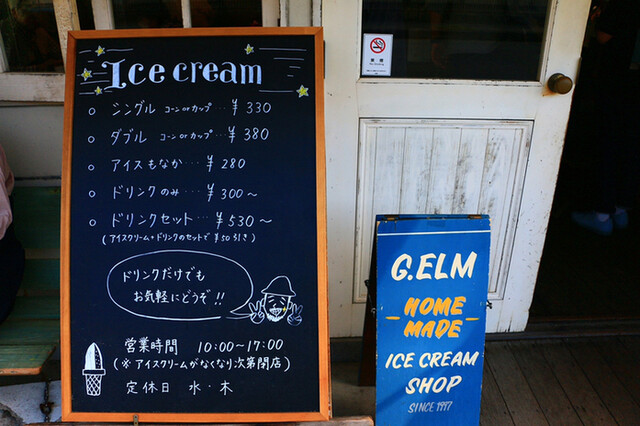 Ice cream
○ シングル コーン or カップ … ¥ 330
○ ダブル コーン or カップ … ¥ 380
○ アイスもなか … ¥ 280
○ ドリンクのみ … ¥ 300〜
○ ドリンクセット … ¥ 530〜
(アイスクリーム+ドリンクのセットで ¥50引き)
ドリンクだけでも
お気軽にどうぞ!!
営業時間 10:00〜17:00
(※ アイスクリームがなくなり次第閉店)
定休日 水・木
禁煙
G.ELM
HOME
MADE
ICE CREAM
SHOP
SINCE 1997